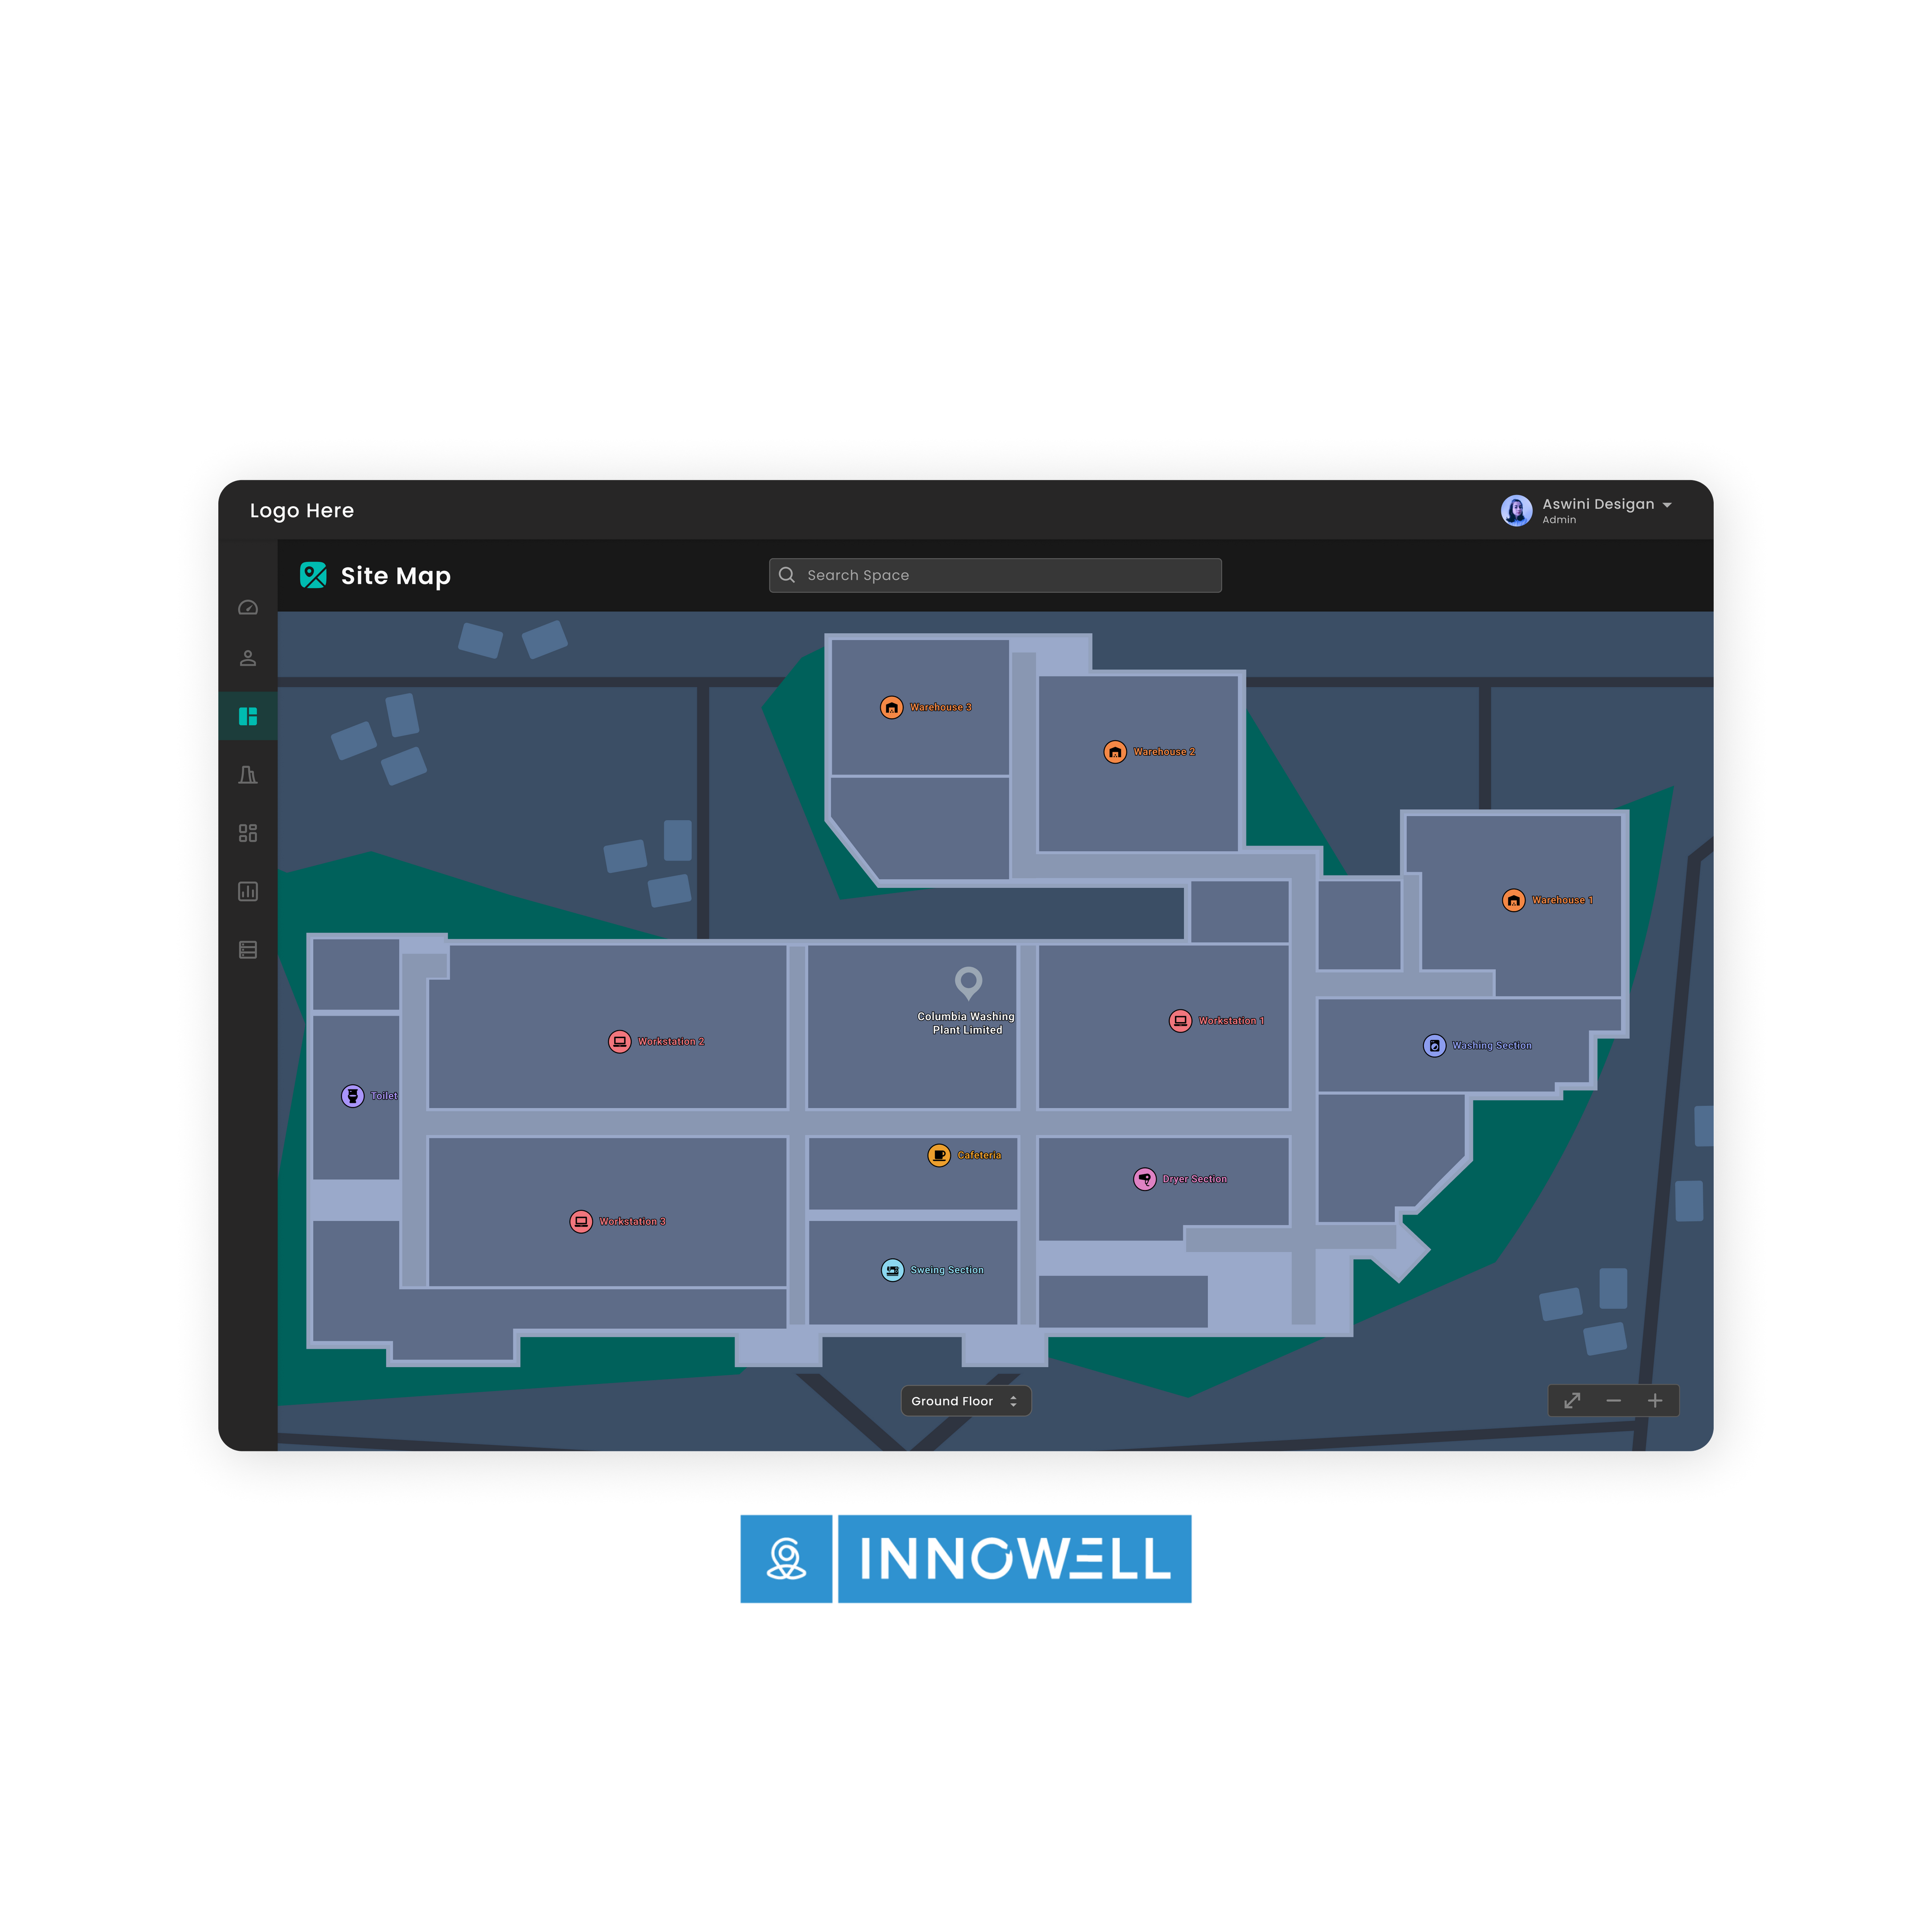 Logo Here
Aswini Desigan
Admin
Site Map
Search Space
Warehouse 3
Warehouse 2
Warehouse 1
Columbia Washing
Plant Limited
Workstation 1
Workstation 2
Washing Section
Toilet
Cafeteria
Dryer Section
Workstation 3
Sweing Section
Ground Floor
INNOWELL